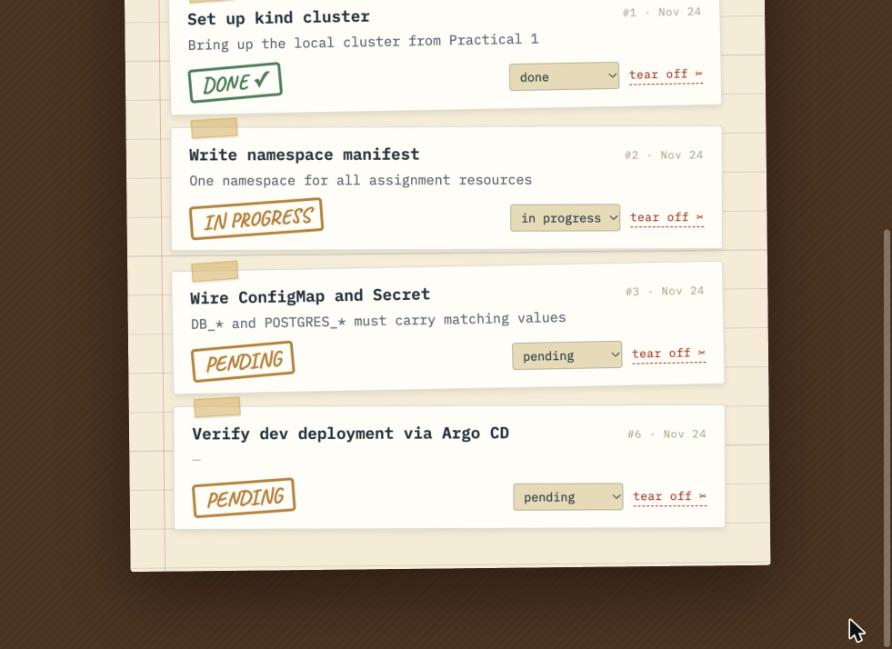 Set up kind cluster
#1 · Nov 24
Bring up the local cluster from Practical 1
DONE ✔
done
tear off ✂
Write namespace manifest
#2 · Nov 24
One namespace for all assignment resources
IN PROGRESS
in progress
tear off ✂
Wire ConfigMap and Secret
#3 · Nov 24
DB_* and POSTGRES_* must carry matching values
PENDING
pending
tear off ✂
Verify dev deployment via Argo CD
#6 · Nov 24
—
PENDING
pending
tear off ✂